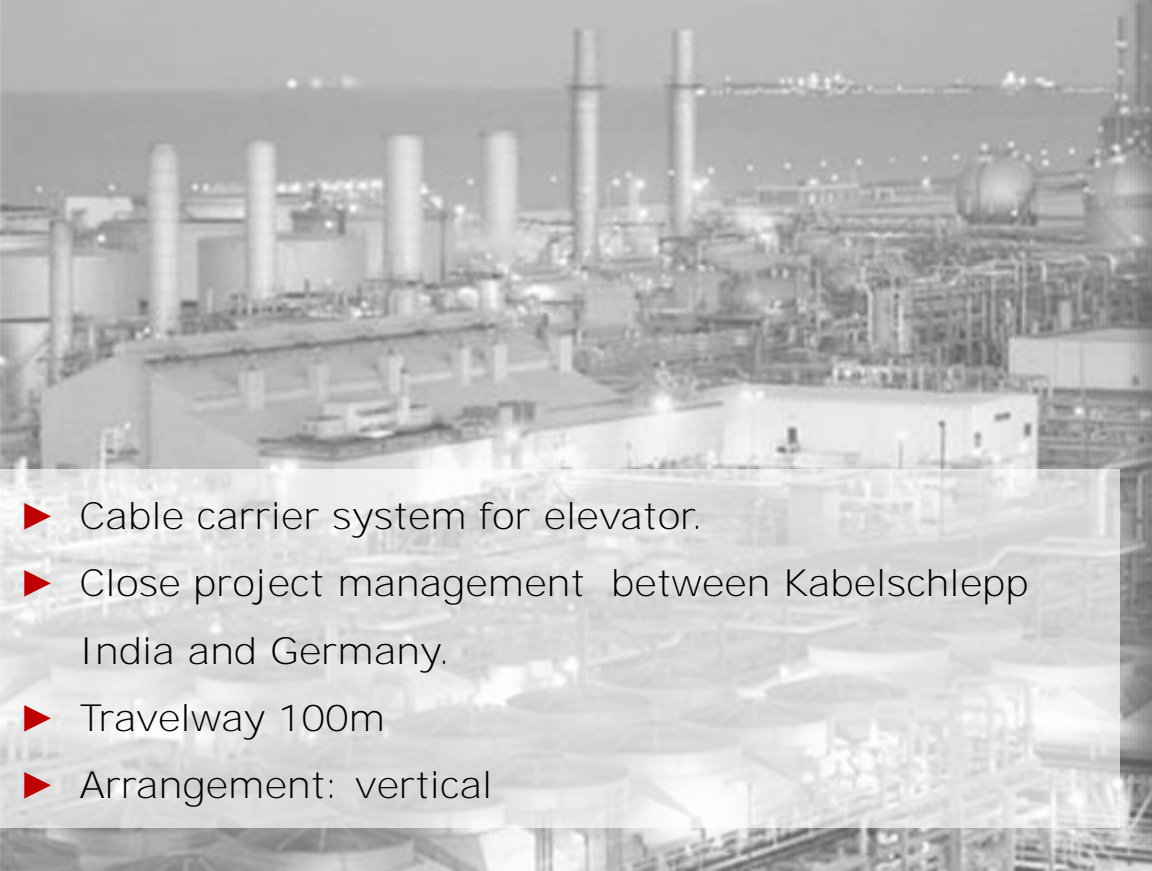 ► Cable carrier system for elevator.
► Close project management  between Kabelschlepp
India and Germany.
► Travelway 100m
► Arrangement: vertical